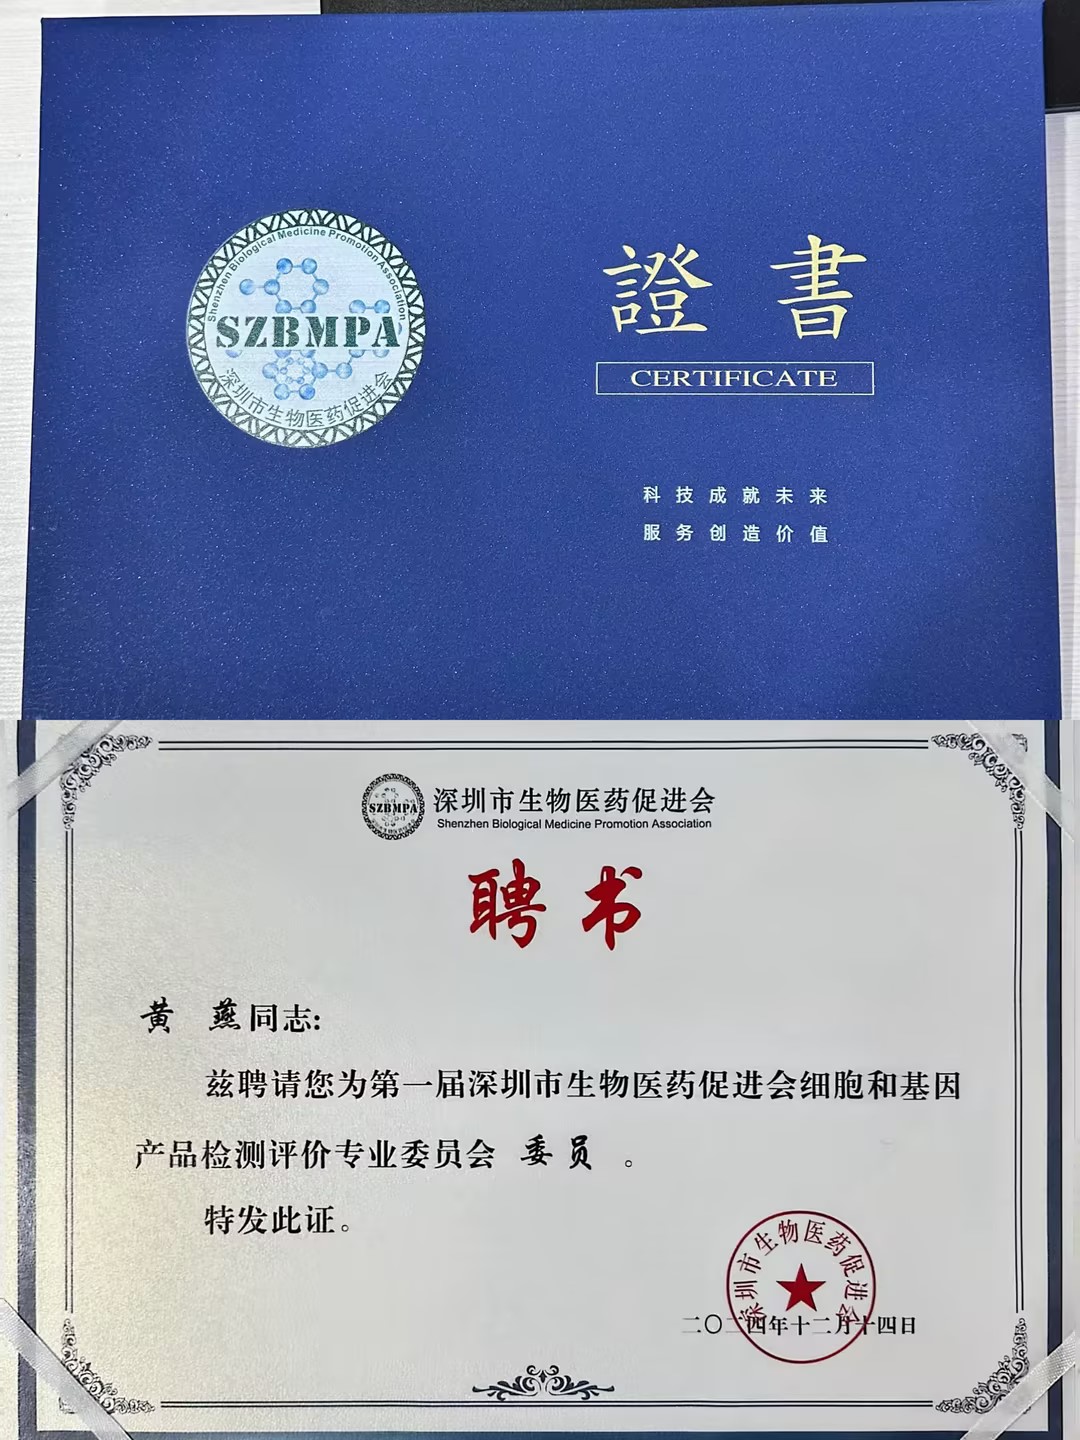 Shenzhen Biological Medicine Promotion Association
SZBMPA
深圳市生物医药促进会
證書
CERTIFICATE
科技成就未来
服务创造价值
SZBMPA
深圳市生物医药促进会
Shenzhen Biological Medicine Promotion Association
聘书
黄 燕同志:
兹聘请您为第一届深圳市生物医药促进会细胞和基因
产品检测评价专业委员会 委员 。
特发此证。
深圳市生物医药促进会
二〇二四年十二月十四日